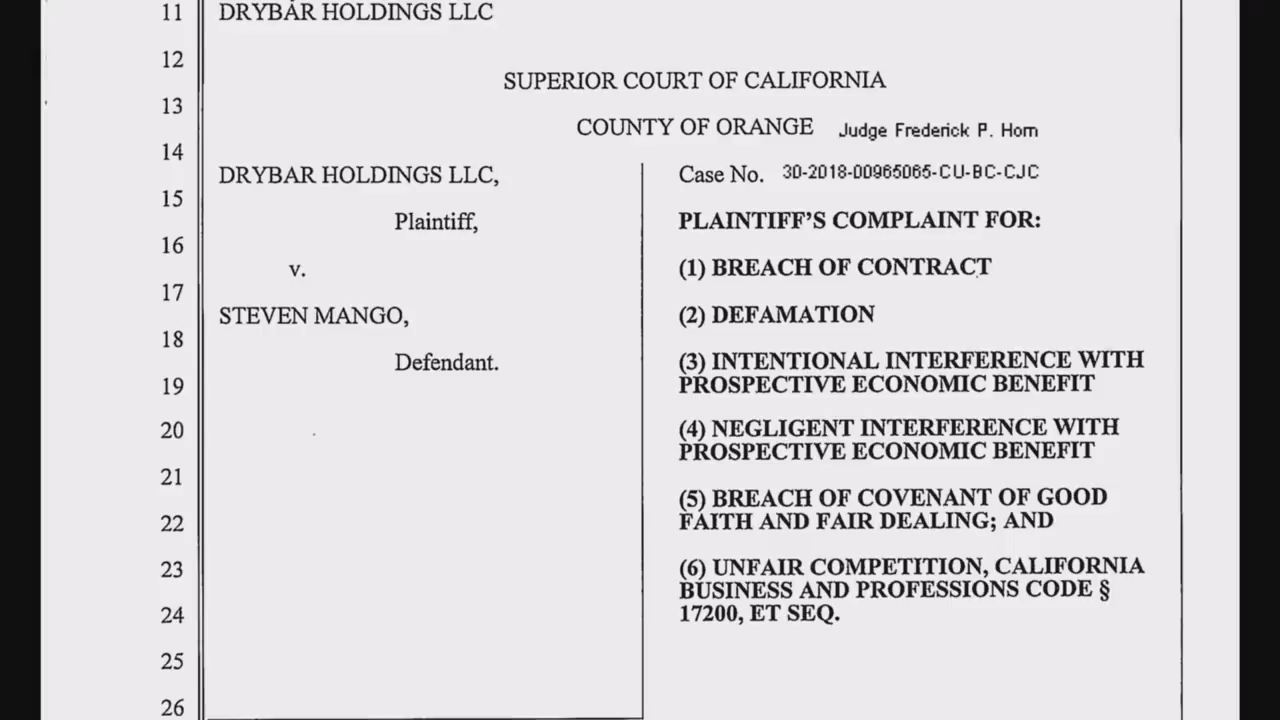 11 DRYBAR HOLDINGS LLC
12
SUPERIOR COURT OF CALIFORNIA
13
COUNTY OF ORANGE Judge Frederick P. Horn
14
DRYBAR HOLDINGS LLC, Case No. 30-2018-00965065-CU-BC-CJC
15
Plaintiff, PLAINTIFF'S COMPLAINT FOR:
16
v. (1) BREACH OF CONTRACT
17
STEVEN MANGO, (2) DEFAMATION
18
Defendant. (3) INTENTIONAL INTERFERENCE WITH
19 PROSPECTIVE ECONOMIC BENEFIT
20 (4) NEGLIGENT INTERFERENCE WITH
PROSPECTIVE ECONOMIC BENEFIT
21
(5) BREACH OF COVENANT OF GOOD
22 FAITH AND FAIR DEALING; AND
23 (6) UNFAIR COMPETITION, CALIFORNIA
BUSINESS AND PROFESSIONS CODE §
24 17200, ET SEQ.
25
26